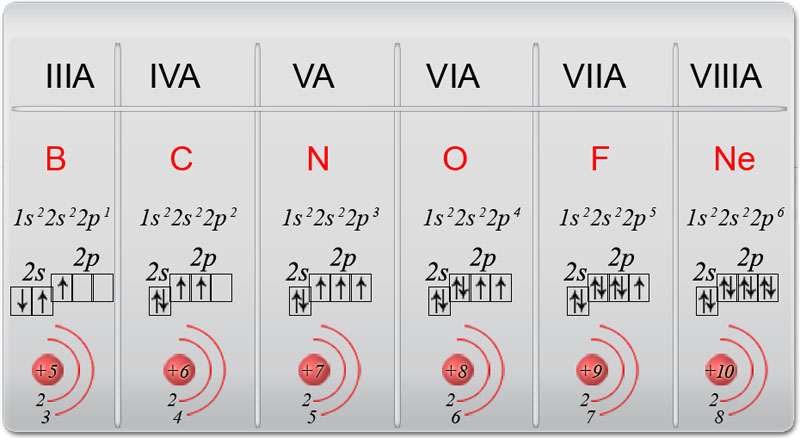 IIIA IVA VA VIA VIIA VIIIA
B C N O F Ne
1s²2s²2p¹ 1s²2s²2p² 1s²2s²2p³ 1s²2s²2p⁴ 1s²2s²2p⁵ 1s²2s²2p⁶
2p 2p 2p 2p 2p 2p
2s 2s 2s 2s 2s 2s
+5 +6 +7 +8 +9 +10
2 2 2 2 2 2
3 4 5 6 7 8